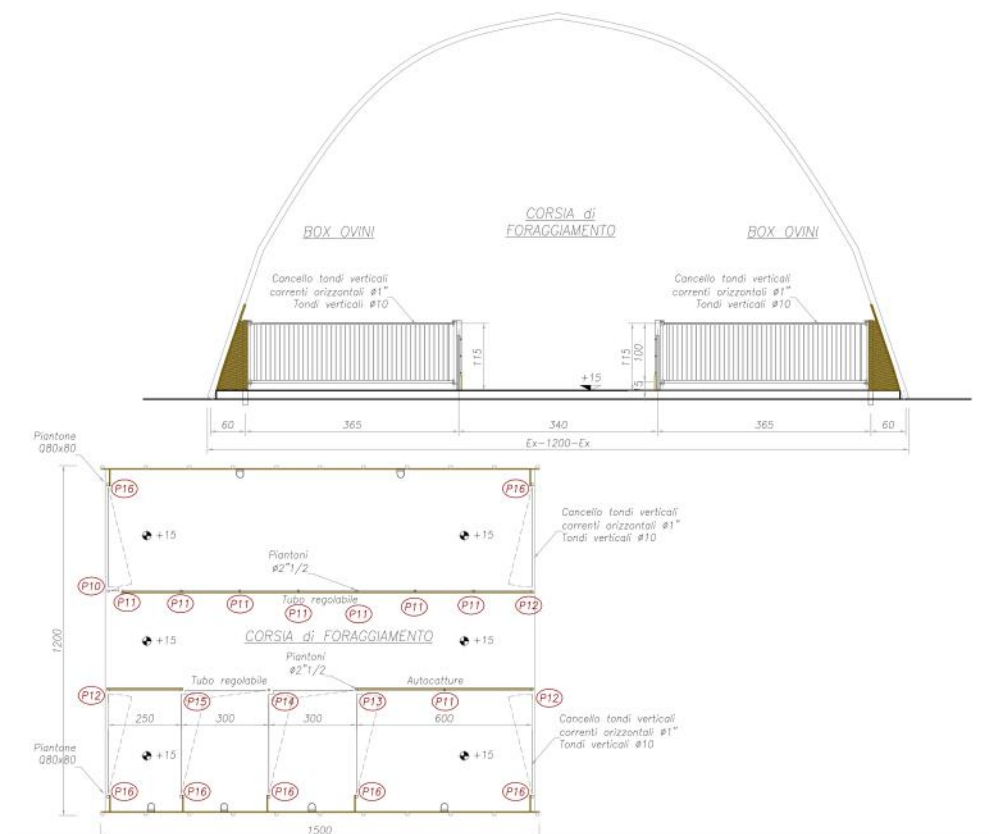 CORSIA di
FORAGGIAMENTO
BOX OVINI
BOX OVINI
Cancello tondi verticali
correnti orizzontali ø1"
Tondi verticali ø10
Cancello tondi verticali
correnti orizzontali ø1"
Tondi verticali ø10
115
115
100
15
+15
60
365
340
365
60
Ex-1200-Ex
Piantone
Q80x80
P16
P16
Cancello tondi verticali
correnti orizzontali ø1"
Tondi verticali ø10
+15
+15
Piantoni
ø2"1/2
P10
Tubo regolabile
P11
P11
P11
P11
P11
P11
P11
P12
1200
+15
CORSIA di FORAGGIAMENTO
+15
Piantoni
ø2"1/2
Tubo regolabile
Autocatture
P12
P15
P14
P13
P11
P12
250
300
300
600
Cancello tondi verticali
correnti orizzontali ø1"
Tondi verticali ø10
Piantone
Q80x80
+15
+15
P16
P16
P16
P16
P16
1500